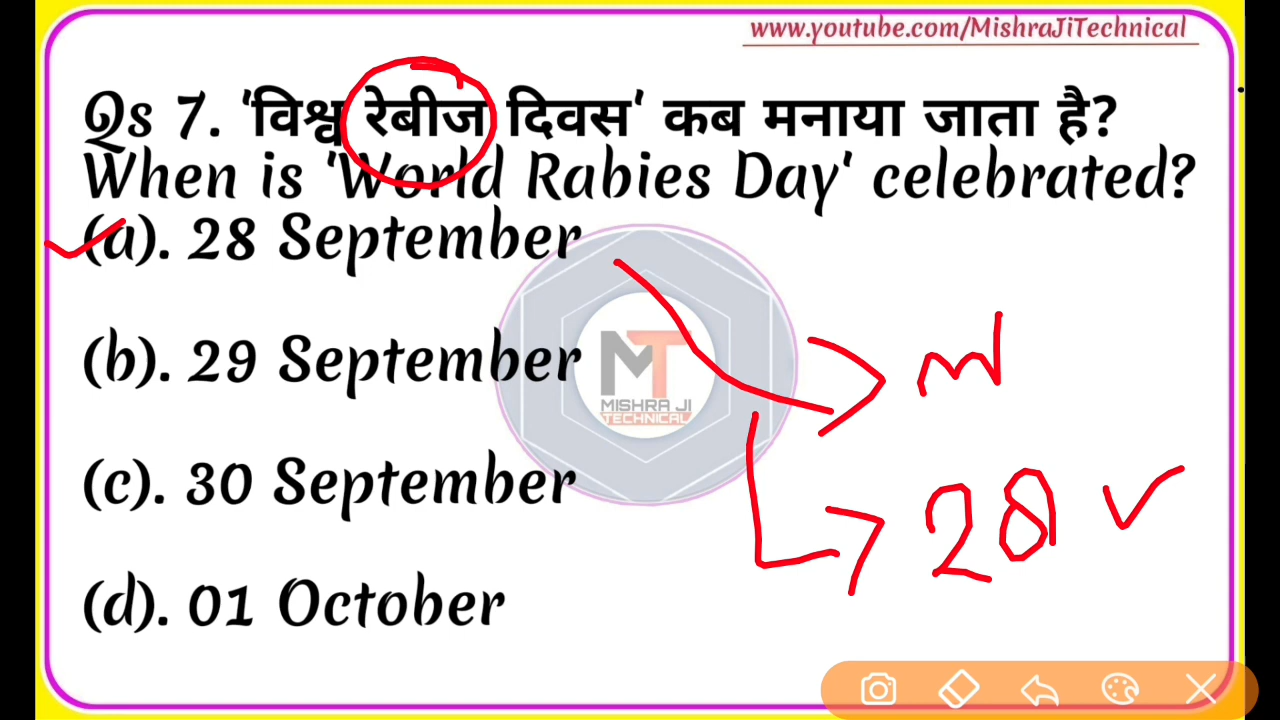 www.youtube.com/MishraJiTechnical
Qs 7. 'विश्व रेबीज दिवस' कब मनाया जाता है?
When is 'World Rabies Day' celebrated?
(a). 28 September
(b). 29 September
(c). 30 September
(d). 01 October
MT
MISHRA JI
TECHNICAL
28